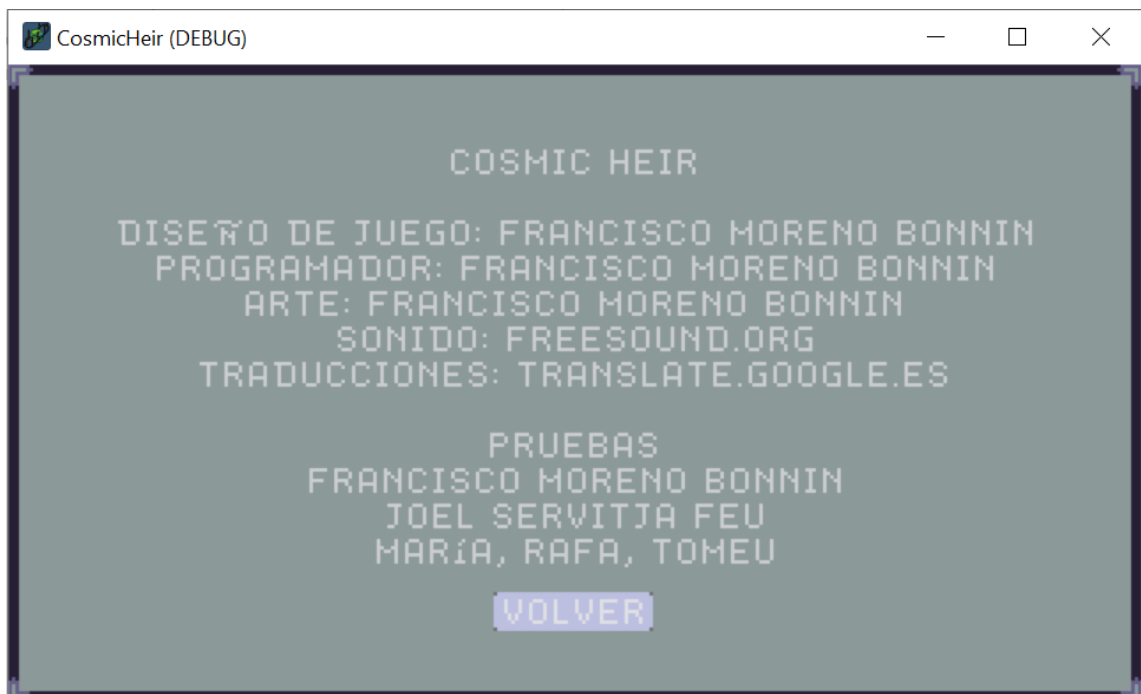 CosmicHeir (DEBUG)
COSMIC HEIR
DISEÑO DE JUEGO: FRANCISCO MORENO BONNIN
PROGRAMADOR: FRANCISCO MORENO BONNIN
ARTE: FRANCISCO MORENO BONNIN
SONIDO: FREESOUND.ORG
TRADUCCIONES: TRANSLATE.GOOGLE.ES
PRUEBAS
FRANCISCO MORENO BONNIN
JOEL SERVITJA FEU
MARíA, RAFA, TOMEU
VOLVER